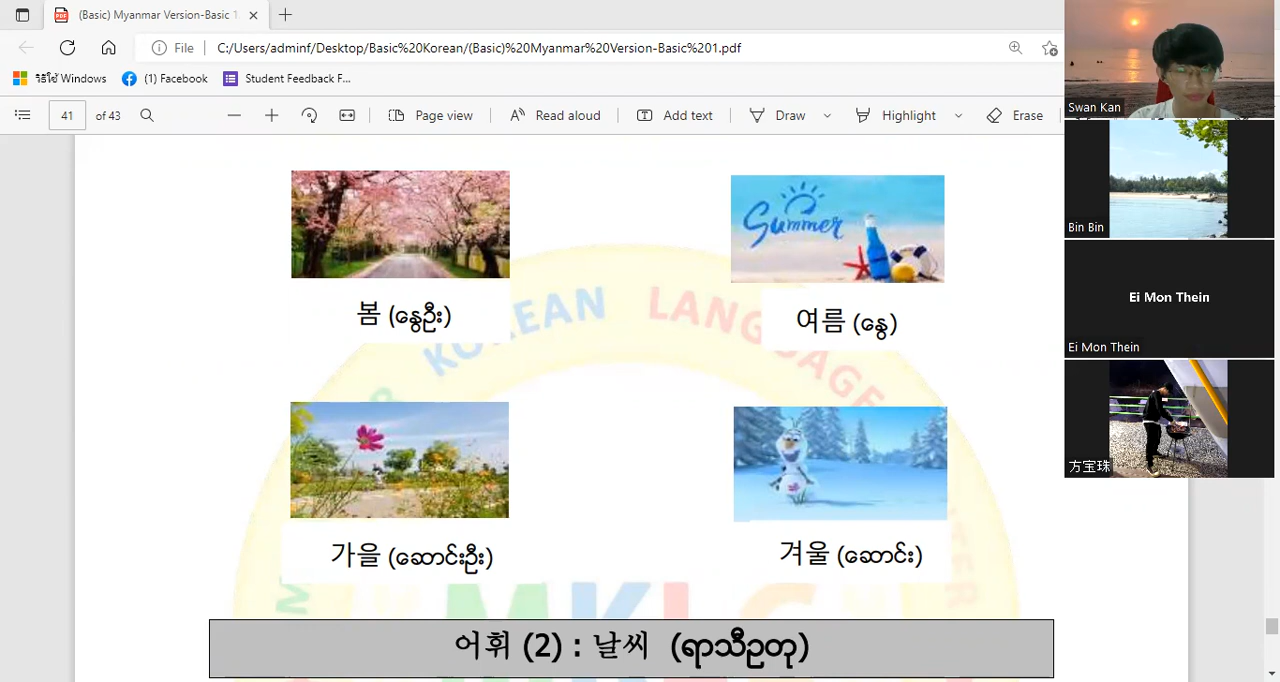 (Basic) Myanmar Version-Basic 1
File
C:/Users/adminf/Desktop/Basic%20Korean/(Basic)%20Myanmar%20Version-Basic%201.pdf
วิธีใช้ Windows
(1) Facebook
Student Feedback F...
41 of 43
Page view
Read aloud
Add text
Draw
Highlight
Erase
Swan Kan
Bin Bin
Ei Mon Thein
Ei Mon Thein
方宝珠
Summer
봄 (နွေဦး)
여름 (နွေ)
KOREAN LANGUAGE
가을 (ဆောင်းဦး)
겨울 (ဆောင်း)
MKLC
어휘 (2) : 날씨 (ရာသီဥတု)